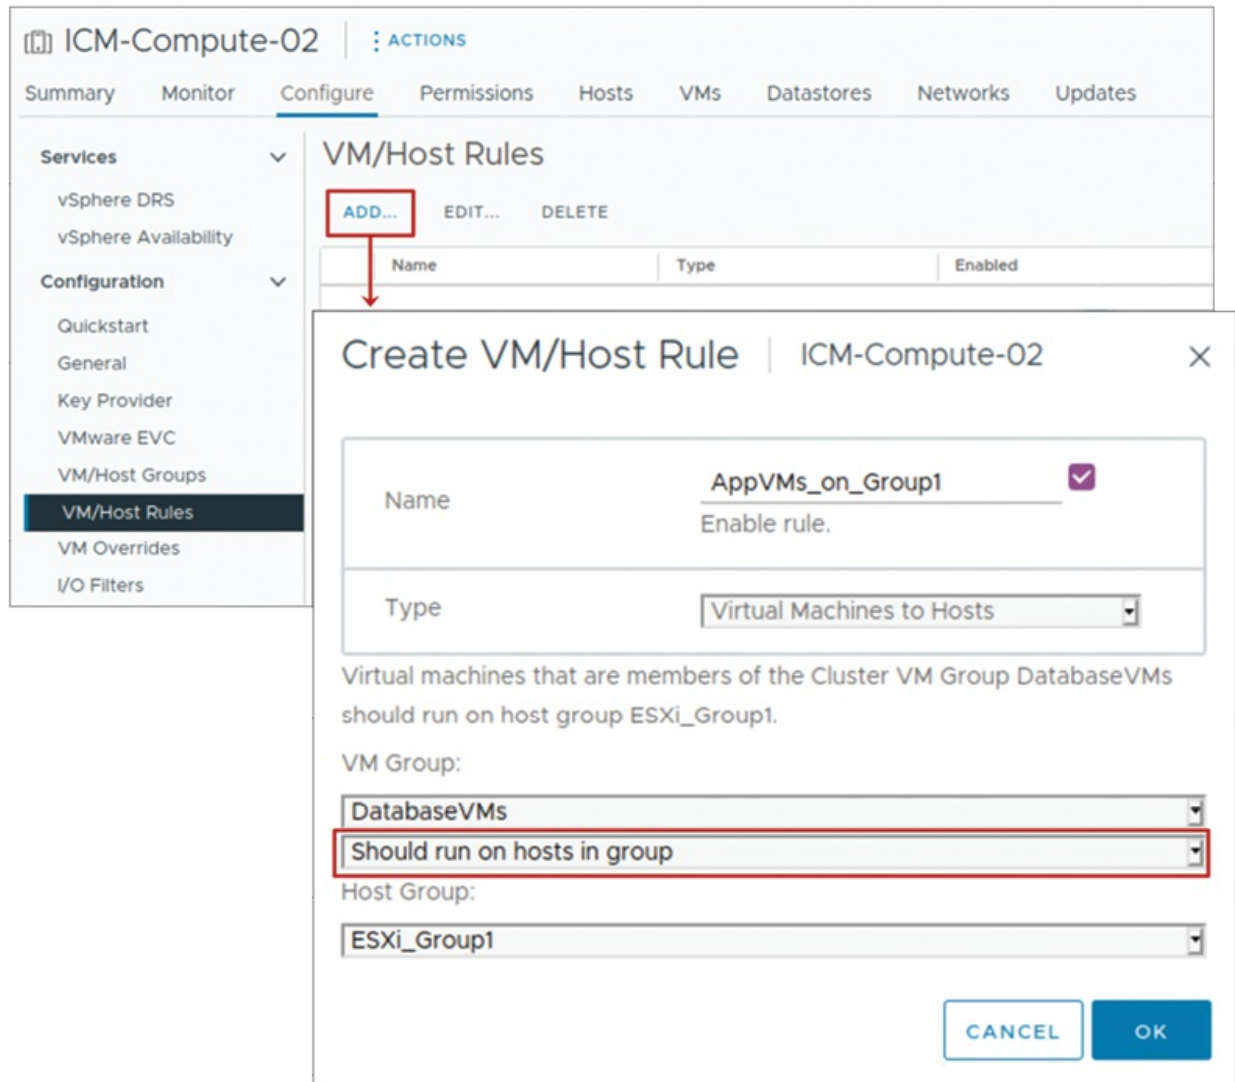 ICM-Compute-02 ACTIONS
Summary Monitor Configure Permissions Hosts VMs Datastores Networks Updates
Services
vSphere DRS
vSphere Availability
Configuration
Quickstart
General
Key Provider
VMware EVC
VM/Host Groups
VM/Host Rules
VM Overrides
I/O Filters
VM/Host Rules
ADD... EDIT... DELETE
Name Type Enabled
Create VM/Host Rule ICM-Compute-02
Name AppVMs_on_Group1
Enable rule.
Type Virtual Machines to Hosts
Virtual machines that are members of the Cluster VM Group DatabaseVMs
should run on host group ESXi_Group1.
VM Group:
DatabaseVMs
Should run on hosts in group
Host Group:
ESXi_Group1
CANCEL OK